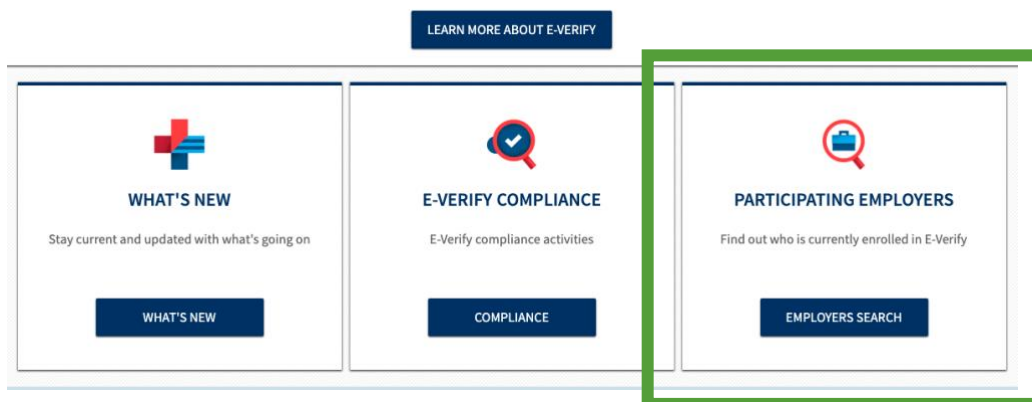 LEARN MORE ABOUT E-VERIFY
WHAT'S NEW
Stay current and updated with what's going on
WHAT'S NEW
E-VERIFY COMPLIANCE
E-Verify compliance activities
COMPLIANCE
PARTICIPATING EMPLOYERS
Find out who is currently enrolled in E-Verify
EMPLOYERS SEARCH